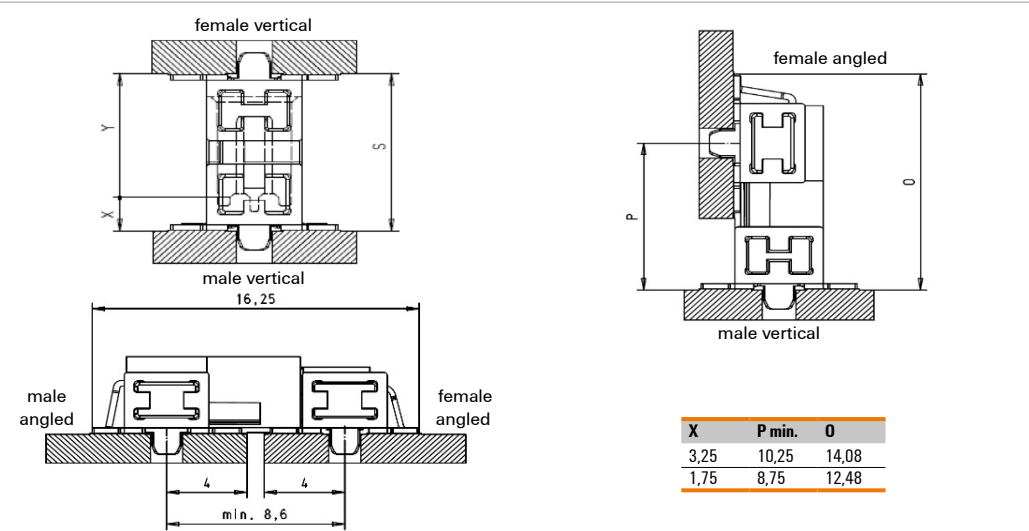 female vertical
Y
X
S
male vertical
female angled
P
O
male vertical
16,25
male
angled
female
angled
4
4
min. 8,6
X P min. O
3,25 10,25 14,08
1,75 8,75 12,48